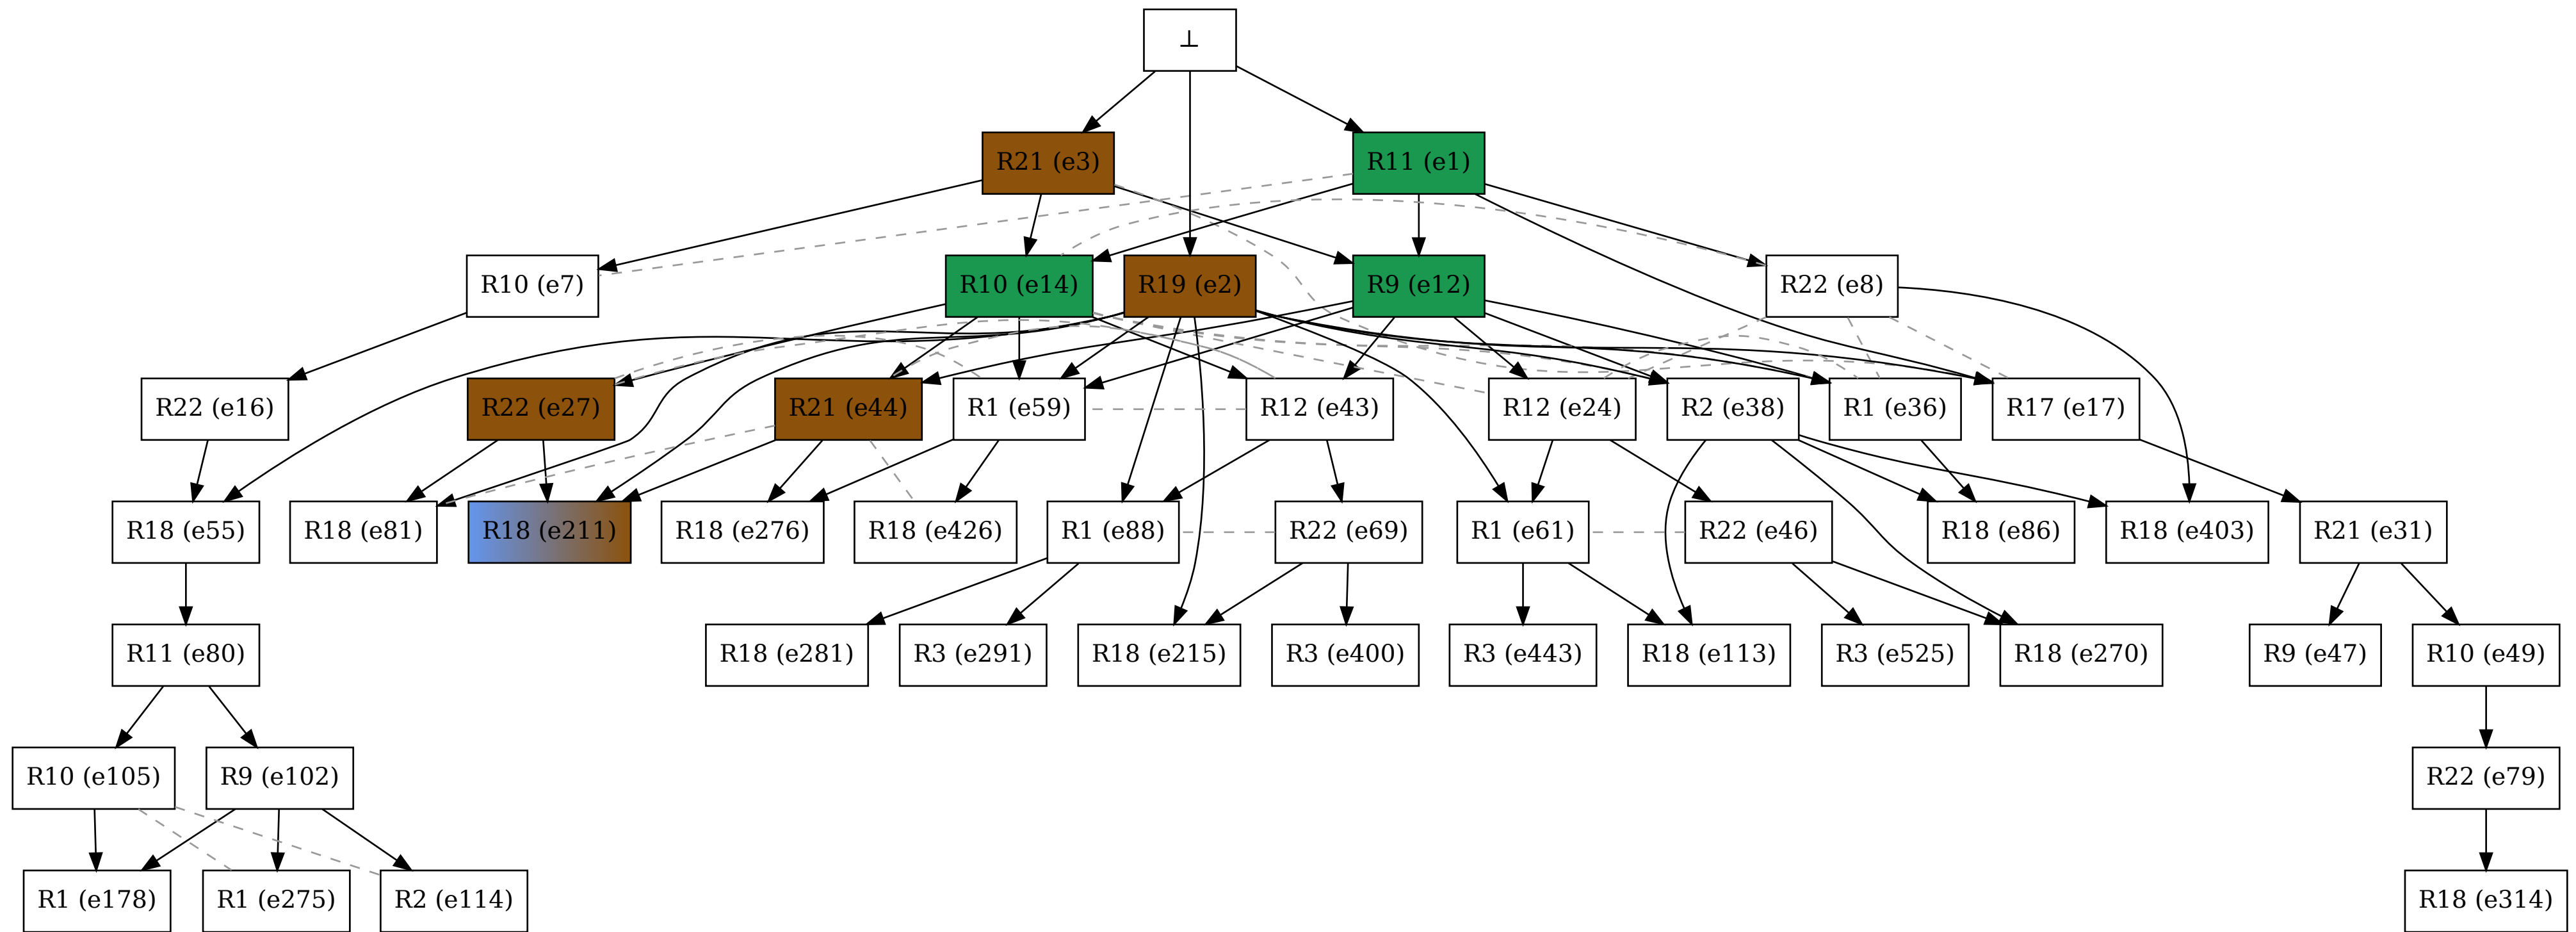 ⊥
R21 (e3)
R11 (e1)
R10 (e7)
R10 (e14)
R19 (e2)
R9 (e12)
R22 (e8)
R22 (e16)
R22 (e27)
R21 (e44)
R1 (e59)
R12 (e43)
R12 (e24)
R2 (e38)
R1 (e36)
R17 (e17)
R18 (e55)
R18 (e81)
R18 (e211)
R18 (e276)
R18 (e426)
R1 (e88)
R22 (e69)
R1 (e61)
R22 (e46)
R18 (e86)
R18 (e403)
R21 (e31)
R11 (e80)
R18 (e281)
R3 (e291)
R18 (e215)
R3 (e400)
R3 (e443)
R18 (e113)
R3 (e525)
R18 (e270)
R9 (e47)
R10 (e49)
R10 (e105)
R9 (e102)
R22 (e79)
R1 (e178)
R1 (e275)
R2 (e114)
R18 (e314)